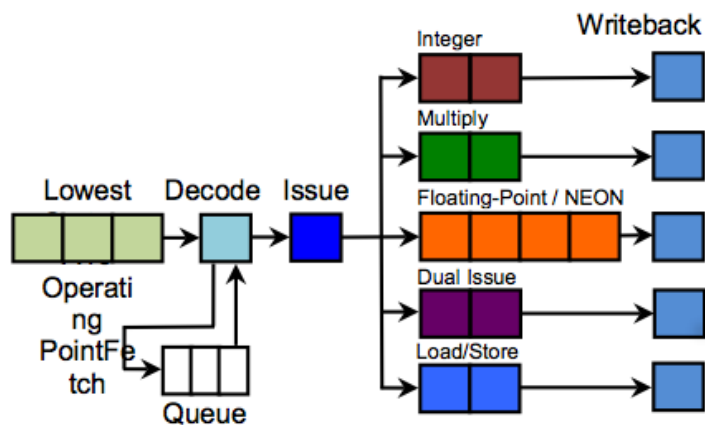 Writeback
Integer
Multiply
Lowest
Decode
Issue
Floating-Point / NEON
Operati
ng
PointFe
tch
Dual Issue
Load/Store
Queue